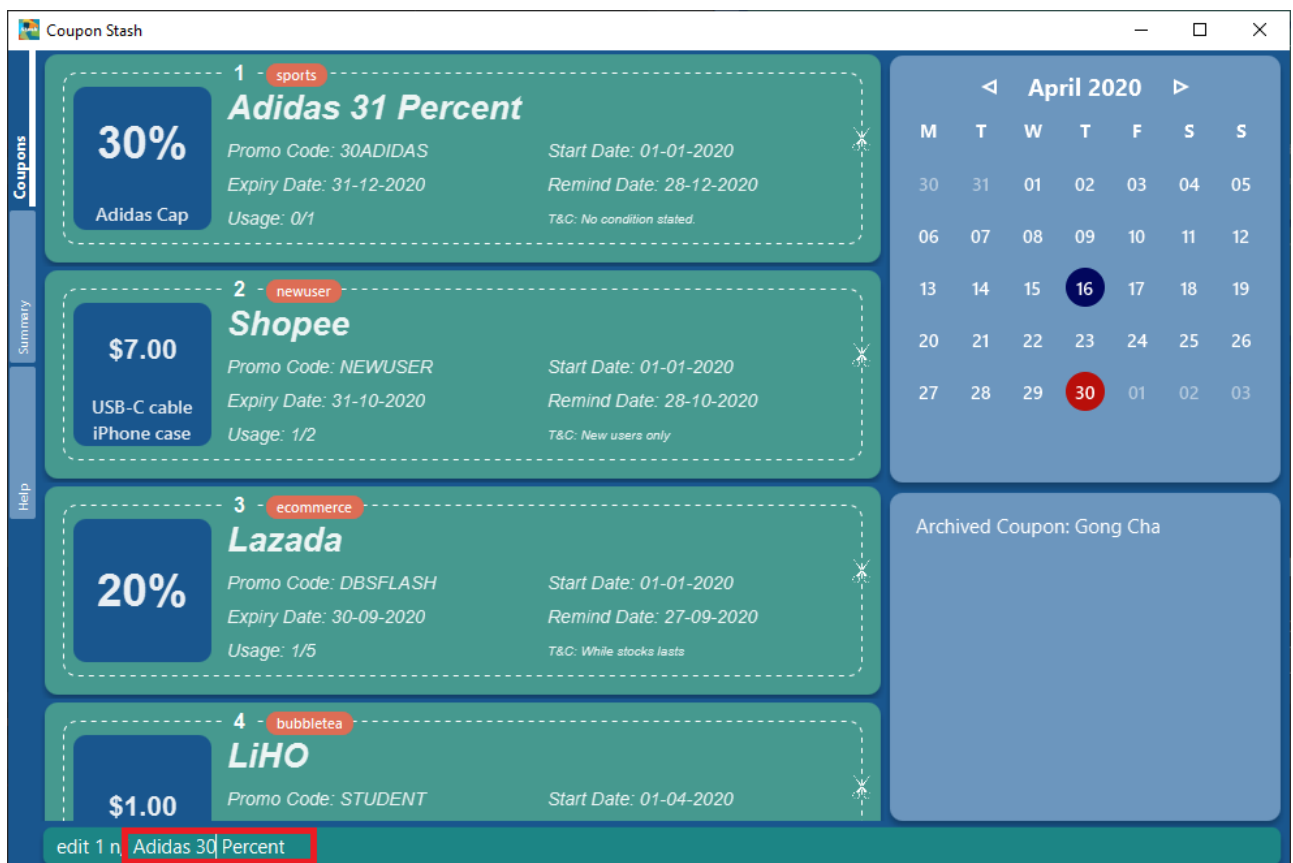 Coupon Stash
Coupons
Summary
Help
1 sports
Adidas 31 Percent
30%
Adidas Cap
Promo Code: 30ADIDAS Start Date: 01-01-2020
Expiry Date: 31-12-2020 Remind Date: 28-12-2020
Usage: 0/1 T&C: No condition stated.
2 newuser
Shopee
$7.00
USB-C cable
iPhone case
Promo Code: NEWUSER Start Date: 01-01-2020
Expiry Date: 31-10-2020 Remind Date: 28-10-2020
Usage: 1/2 T&C: New users only
3 ecommerce
Lazada
20%
Promo Code: DBSFLASH Start Date: 01-01-2020
Expiry Date: 30-09-2020 Remind Date: 27-09-2020
Usage: 1/5 T&C: While stocks lasts
4 bubbletea
LiHO
$1.00
Promo Code: STUDENT Start Date: 01-04-2020
April 2020
M T W T F S S
30 31 01 02 03 04 05
06 07 08 09 10 11 12
13 14 15 16 17 18 19
20 21 22 23 24 25 26
27 28 29 30 01 02 03
Archived Coupon: Gong Cha
edit 1 n/ Adidas 30 Percent